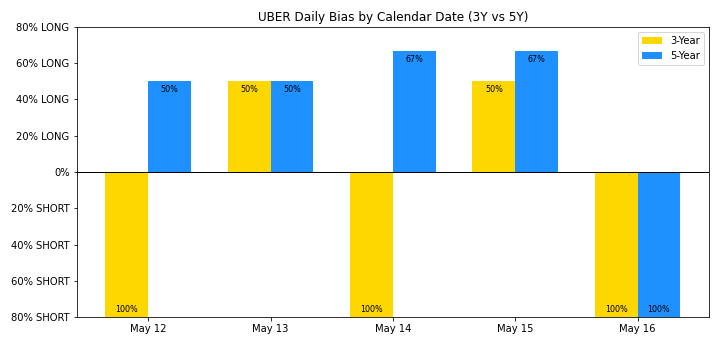 UBER Daily Bias by Calendar Date (3Y vs 5Y)
80% LONG
60% LONG
40% LONG
20% LONG
0%
20% SHORT
40% SHORT
60% SHORT
80% SHORT
3-Year
5-Year
50%
50%
50%
67%
50%
67%
100%
100%
100%
100%
May 12
May 13
May 14
May 15
May 16